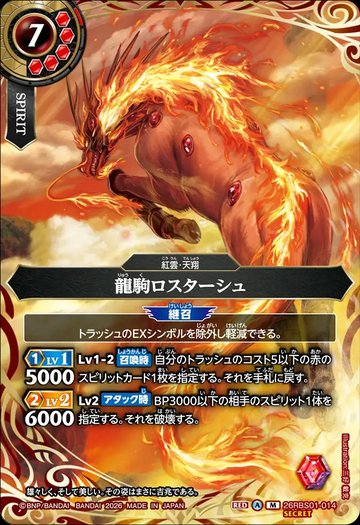 7
SPIRIT
紅雲・天翔
龍駒ロスターシュ
継召
トラッシュのEXシンボルを除外し軽減できる。
1 LV1 5000
Lv1-2 召喚時 自分のトラッシュのコスト5以下の赤の
スピリットカード1枚を指定する。それを手札に戻す。
2 LV2 6000
Lv2 アタック時 BP3000以下の相手のスピリット1体を
指定する。それを破壊する。
雄々しく、そして美しい、その姿はまさに吉兆である。
©BNP/BANDAI, BANDAI 2026 MADE IN JAPAN
RED A M 26RBS01-014
SECRET